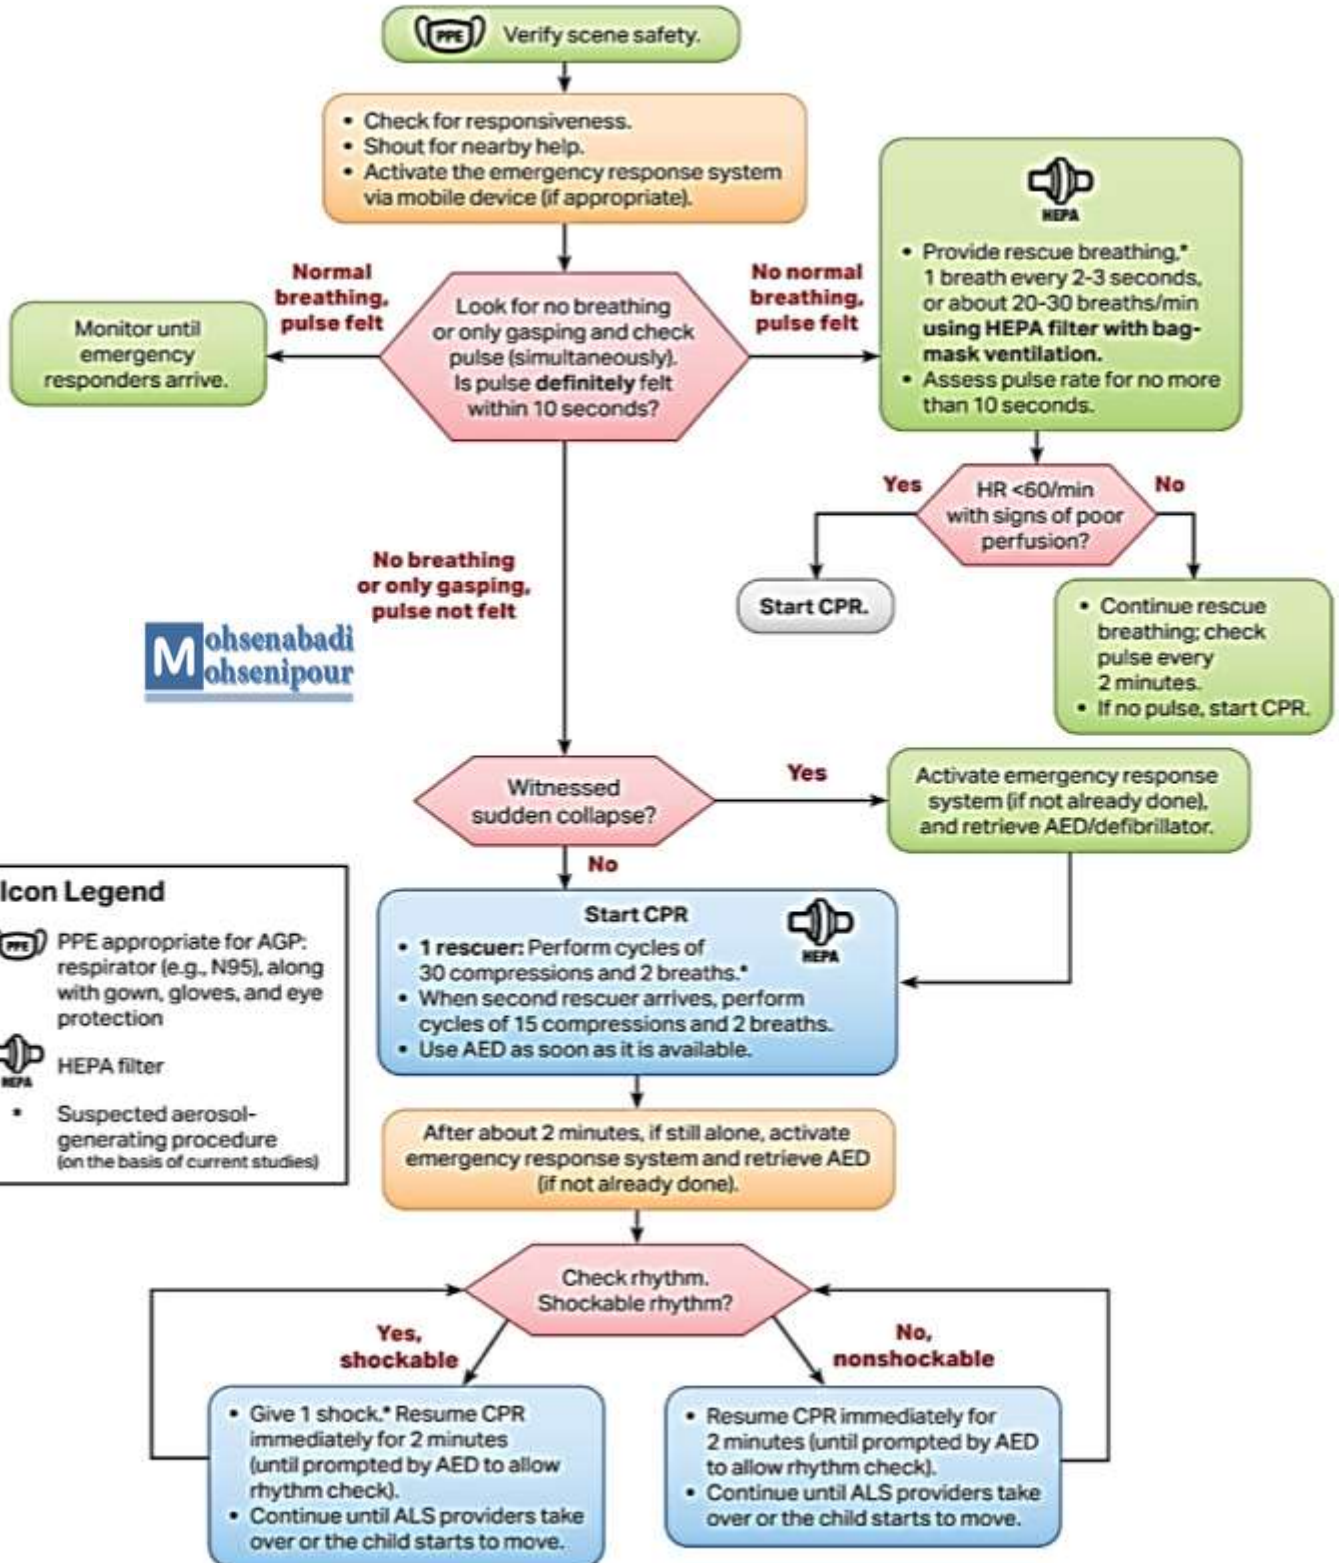 PPE Verify scene safety.
• Check for responsiveness.
• Shout for nearby help.
• Activate the emergency response system
via mobile device (if appropriate).
HEPA
• Provide rescue breathing,*
1 breath every 2-3 seconds,
or about 20-30 breaths/min
using HEPA filter with bag-
mask ventilation.
• Assess pulse rate for no more
than 10 seconds.
Normal
breathing,
pulse felt
Look for no breathing
or only gasping and check
pulse (simultaneously).
Is pulse definitely felt
within 10 seconds?
No normal
breathing,
pulse felt
Monitor until
emergency
responders arrive.
Yes
HR <60/min
with signs of poor
perfusion?
No
Start CPR.
• Continue rescue
breathing; check
pulse every
2 minutes.
• If no pulse, start CPR.
No breathing
or only gasping,
pulse not felt
Mohsenabadi
Mohsenipour
Witnessed
sudden collapse?
Yes
Activate emergency response
system (if not already done),
and retrieve AED/defibrillator.
No
Icon Legend
PPE PPE appropriate for AGP:
respirator (e.g., N95), along
with gown, gloves, and eye
protection
HEPA HEPA filter
* Suspected aerosol-
generating procedure
(on the basis of current studies)
Start CPR
HEPA
• 1 rescuer: Perform cycles of
30 compressions and 2 breaths.*
• When second rescuer arrives, perform
cycles of 15 compressions and 2 breaths.
• Use AED as soon as it is available.
After about 2 minutes, if still alone, activate
emergency response system and retrieve AED
(if not already done).
Check rhythm.
Shockable rhythm?
Yes,
shockable
No,
nonshockable
• Give 1 shock.* Resume CPR
immediately for 2 minutes
(until prompted by AED to allow
rhythm check).
• Continue until ALS providers take
over or the child starts to move.
• Resume CPR immediately for
2 minutes (until prompted by AED
to allow rhythm check).
• Continue until ALS providers take
over or the child starts to move.